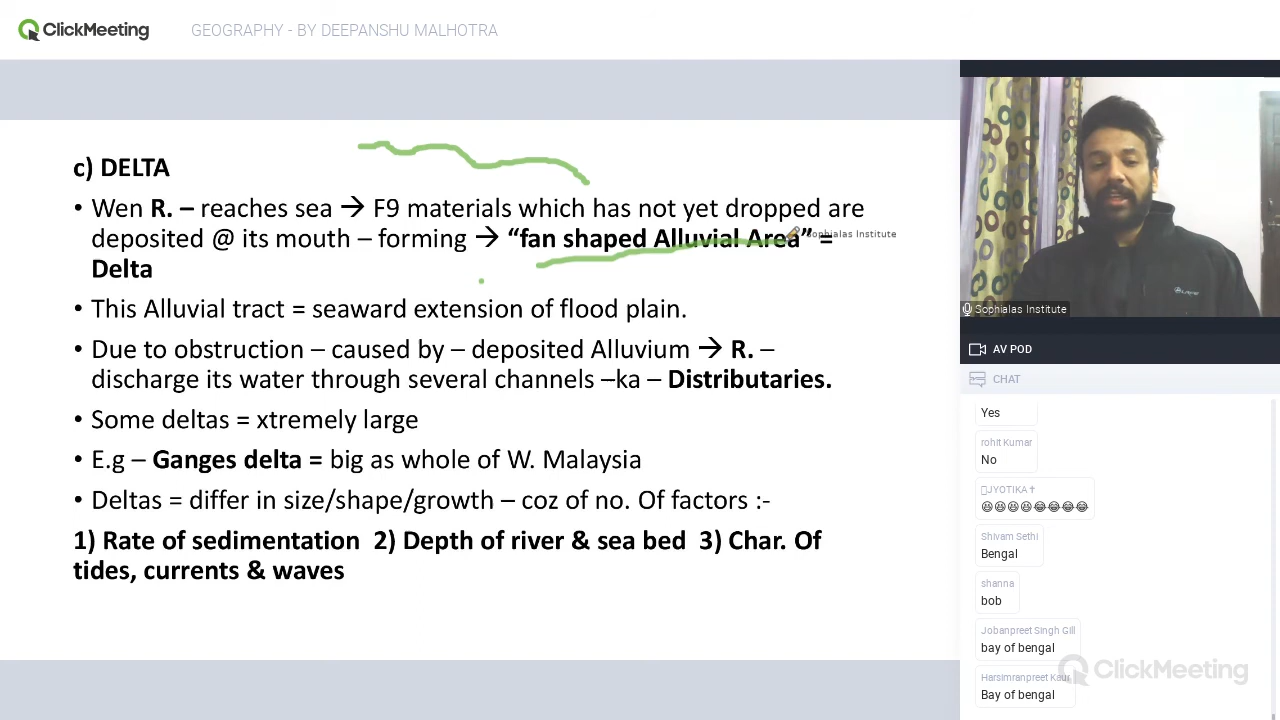 ClickMeeting
GEOGRAPHY - BY DEEPANSHU MALHOTRA
c) DELTA
• Wen R. – reaches sea → F9 materials which has not yet dropped are
deposited @ its mouth – forming → “fan shaped Alluvial Area” =
Sophialas Institute
Delta
• This Alluvial tract = seaward extension of flood plain.
• Due to obstruction – caused by – deposited Alluvium → R. –
discharge its water through several channels –ka – Distributaries.
• Some deltas = xtremely large
• E.g – Ganges delta = big as whole of W. Malaysia
• Deltas = differ in size/shape/growth – coz of no. Of factors :-
1) Rate of sedimentation 2) Depth of river & sea bed 3) Char. Of
tides, currents & waves
Sophialas Institute
AV POD
CHAT
Yes
rohit Kumar
No
JYOTIKA✝
😆😆😆😆😂😂😂😂
Shivam Sethi
Bengal
shanna
bob
Jobanpreet Singh Gill
bay of bengal
Harsimranpreet Kaur
Bay of bengal
ClickMeeting